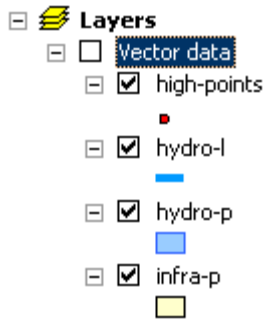 Layers
Vector data
high-points
hydro-l
hydro-p
infra-p